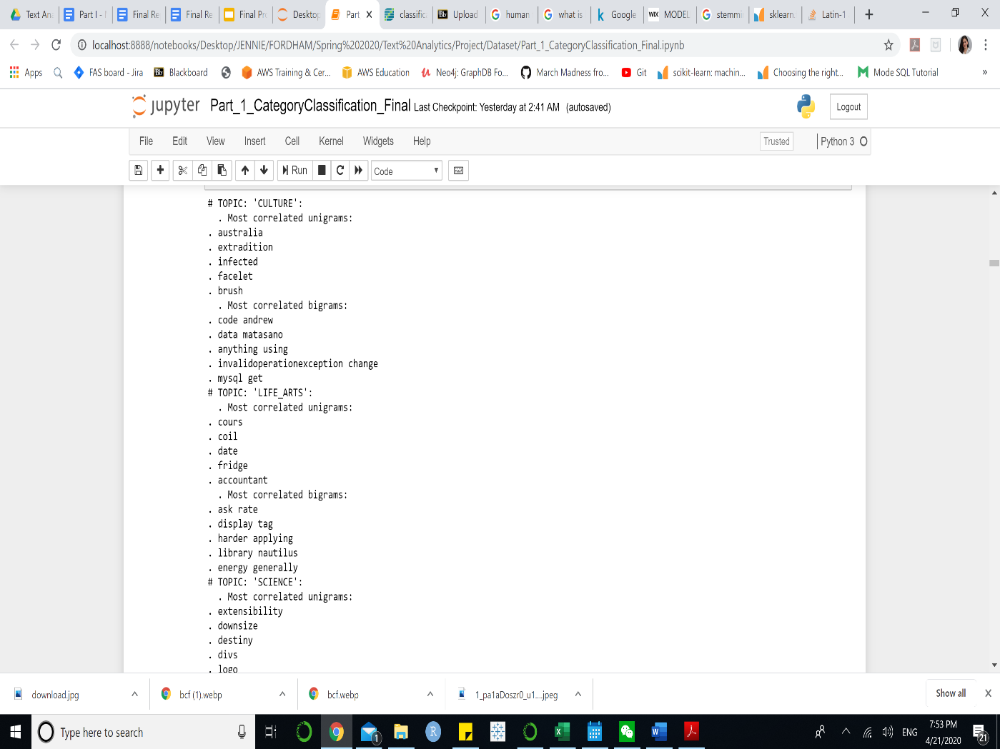 Text An
Part I - I
Final Re
Final Re
Final Pr
Desktop
Part
classific
Bb Upload
human
what is
Google
WIX MODEL
stemmi
sklearn
Latin-1
localhost:8888/notebooks/Desktop/JENNIE/FORDHAM/Spring%202020/Text%20Analytics/Project/Dataset/Part_1_CategoryClassification_Final.ipynb
Apps FAS board - Jira Bb Blackboard AWS Training & Cer... AWS Education Neo4j: GraphDB Fo... March Madness fro... Git scikit-learn: machin... Choosing the right... Mode SQL Tutorial »
jupyter Part_1_CategoryClassification_Final Last Checkpoint: Yesterday at 2:41 AM (autosaved) Logout
File Edit View Insert Cell Kernel Widgets Help Trusted Python 3
Run Code
# TOPIC: 'CULTURE':
. Most correlated unigrams:
. australia
. extradition
. infected
. facelet
. brush
. Most correlated bigrams:
. code andrew
. data matasano
. anything using
. invalidoperationexception change
. mysql get
# TOPIC: 'LIFE_ARTS':
. Most correlated unigrams:
. cours
. coil
. date
. fridge
. accountant
. Most correlated bigrams:
. ask rate
. display tag
. harder applying
. library nautilus
. energy generally
# TOPIC: 'SCIENCE':
. Most correlated unigrams:
. extensibility
. downsize
. destiny
. divs
. logo
download.jpg bcf (1).webp bcf.webp 1_pa1aDoszr0_u1....jpeg Show all
Type here to search 1 ENG 7:53 PM
4/21/2020 21